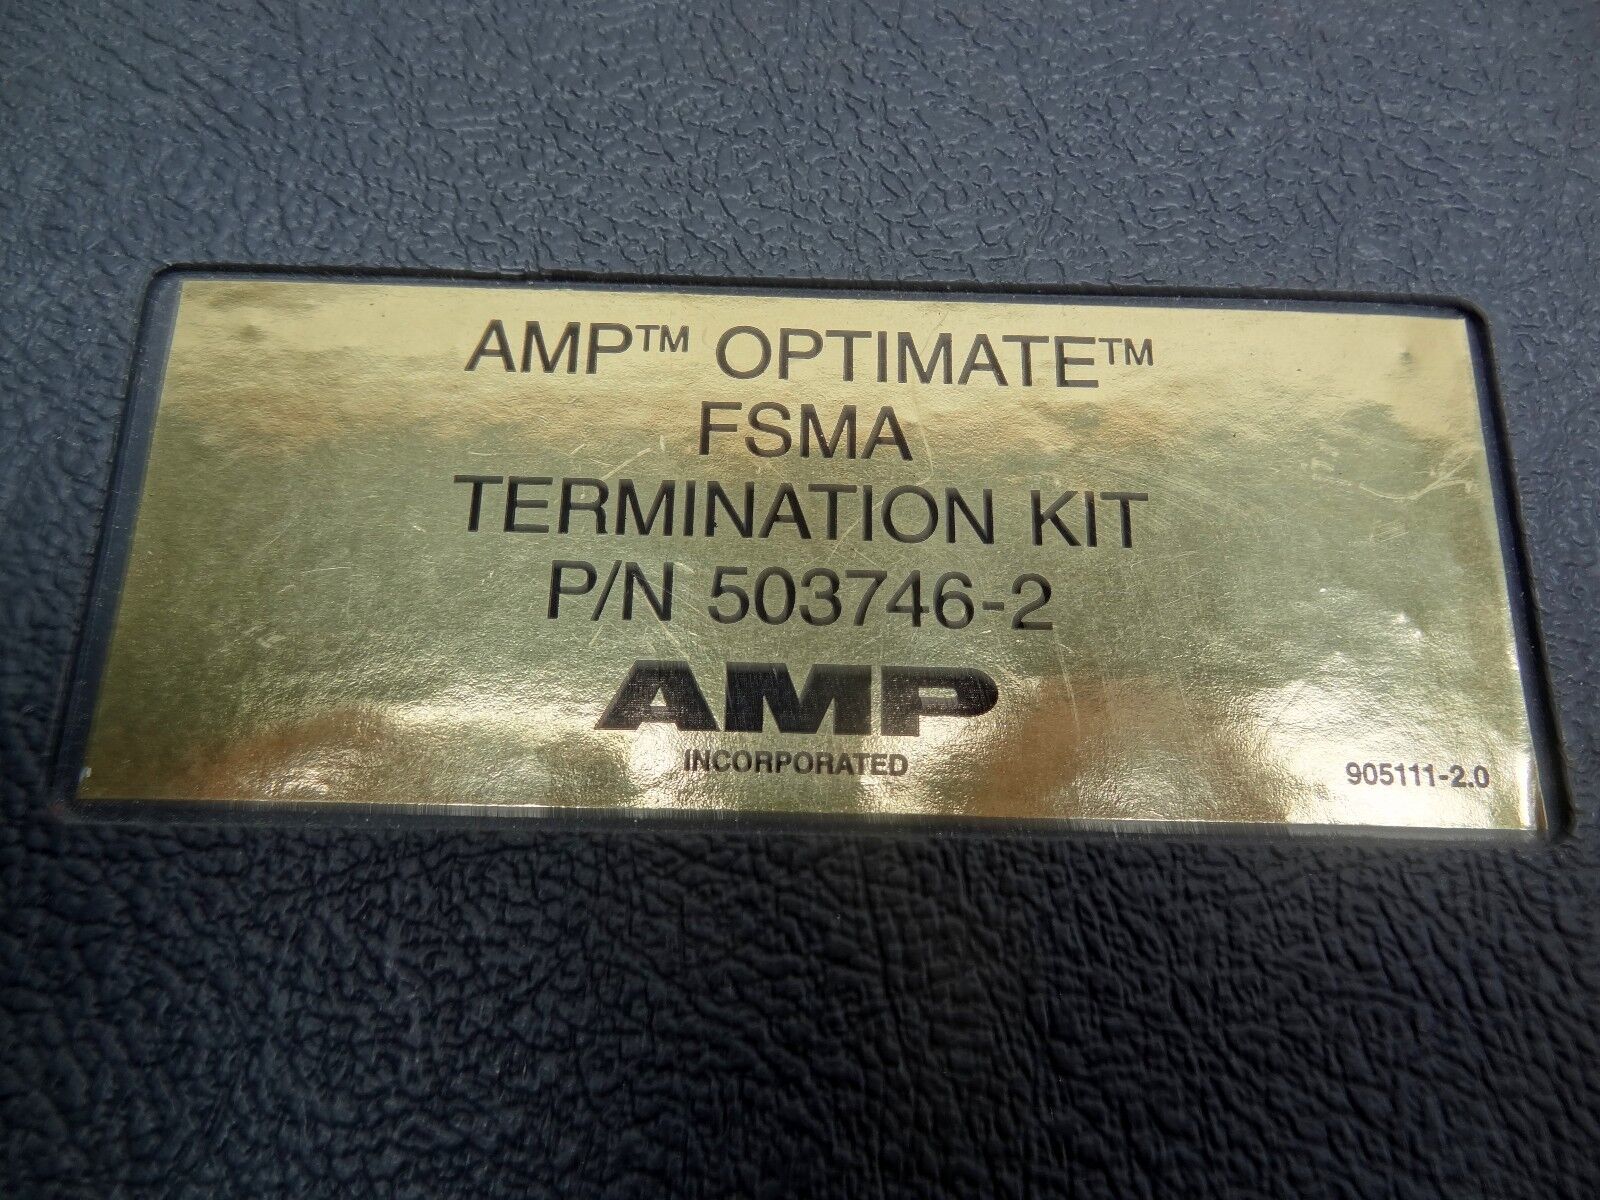 AMP™ OPTIMATE™
FSMA
TERMINATION KIT
P/N 503746-2
AMP
INCORPORATED
905111-2.0